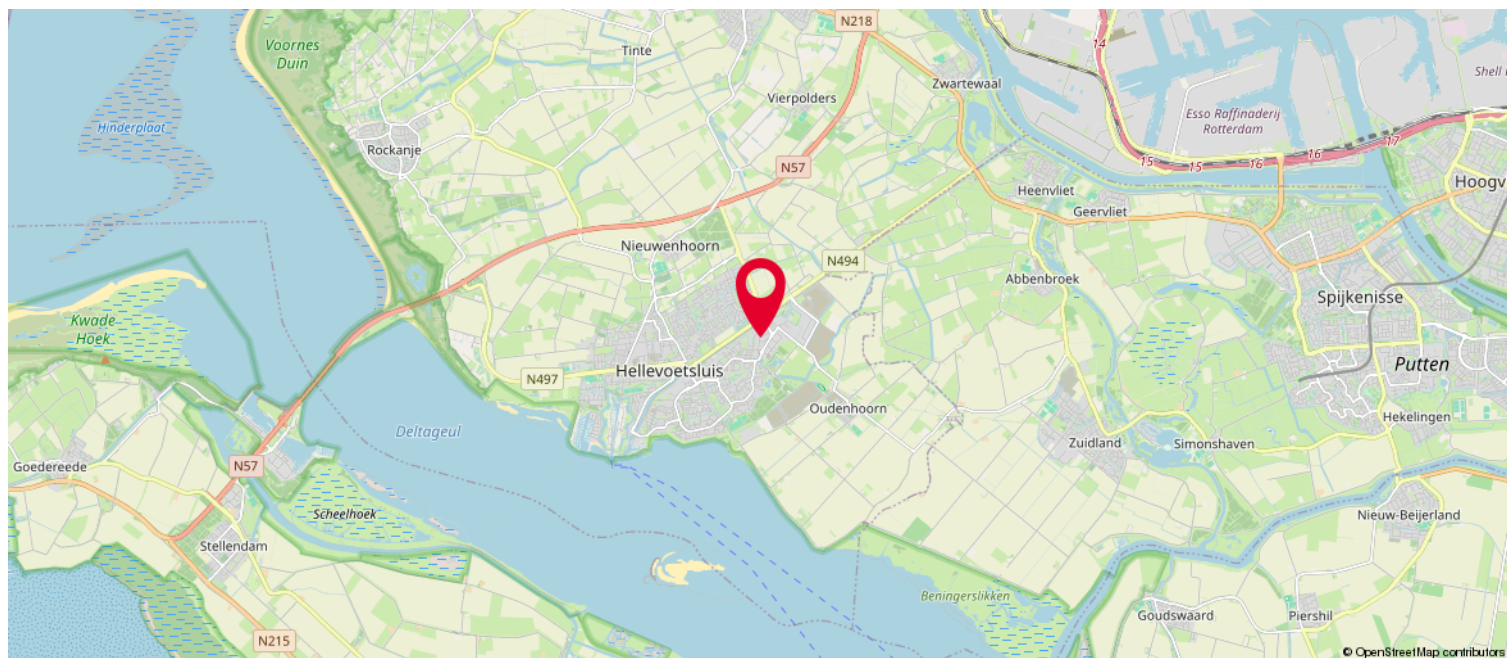 N218
14
Voornes
Duin
Tinte
Shell
Zwartewaal
Vierpolders
Hinderplaat
Esso Raffinaderij
Rotterdam
Rockanje
17
16
16
15
15
N57
Hoogv
Heenvliet
Geervliet
Nieuwenhoorn
N494
Abbenbroek
Spijkenisse
Kwade
Hoek
Putten
Hellevoetsluis
N497
Oudenhoorn
Hekelingen
Deltageul
Zuidland
Simonshaven
Goedereede
N57
Scheelhoek
Nieuw-Beijerland
Stellendam
Beningerslikken
Goudswaard
Piershil
N215
© OpenStreetMap contributors